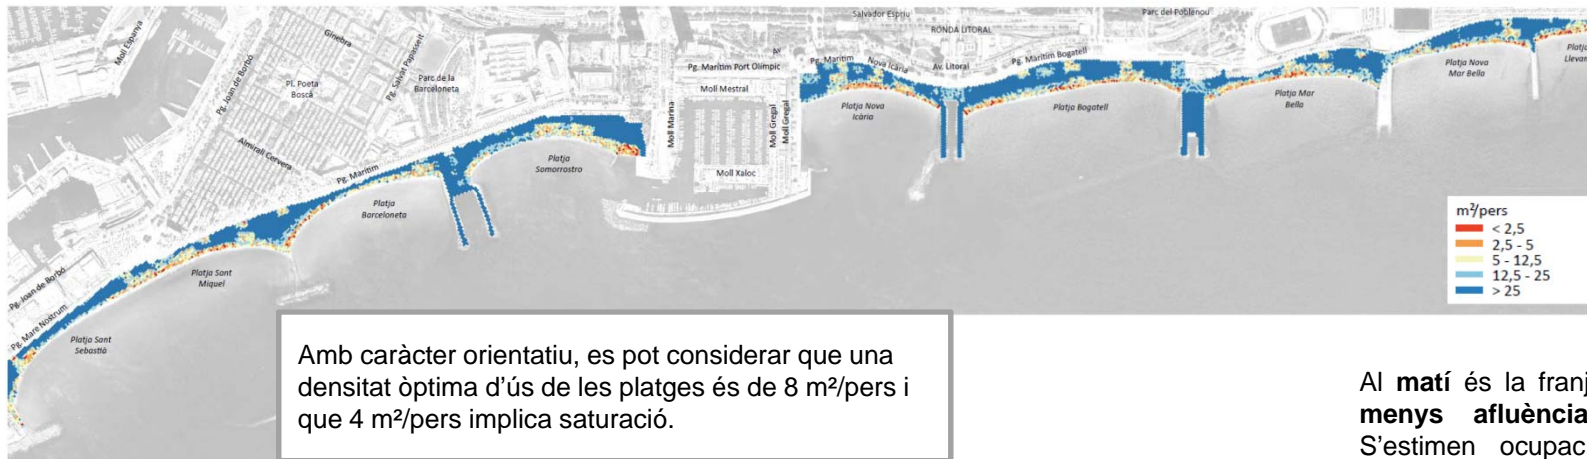 Moll Espanya
Pg. Joan de Borbó
Ginebra
Pl. Poeta
Boscà
Pg. Salvat Papasseit
Parc de la
Barceloneta
Almirall Cervera
Pg. Marítim
Pg. Joan de Borbó
Pg. Mare Nostrum
Platja Sant
Sebastià
Platja Sant
Miquel
Platja
Barceloneta
Platja
Somorrostro
Moll Marina
Av
Pg. Marítim Port Olímpic
Moll Mestral
Moll Gregal
Moll Gregal
Moll Xaloc
Salvador Espriu
RONDA LITORAL
Parc del Poblenou
Pg. Marítim
Nova Icària
Av. Litoral
Pg. Marítim Bogatell
Platja Nova
Icària
Platja Bogatell
Platja Mar
Bella
Platja Nova
Mar Bella
Platja
Llevan
m²/pers
< 2,5
2,5 - 5
5 - 12,5
12,5 - 25
> 25
Amb caràcter orientatiu, es pot considerar que una
densitat òptima d’ús de les platges és de 8 m²/pers i
que 4 m²/pers implica saturació.
Al matí és la franj
menys afluència
S’estimen ocupac